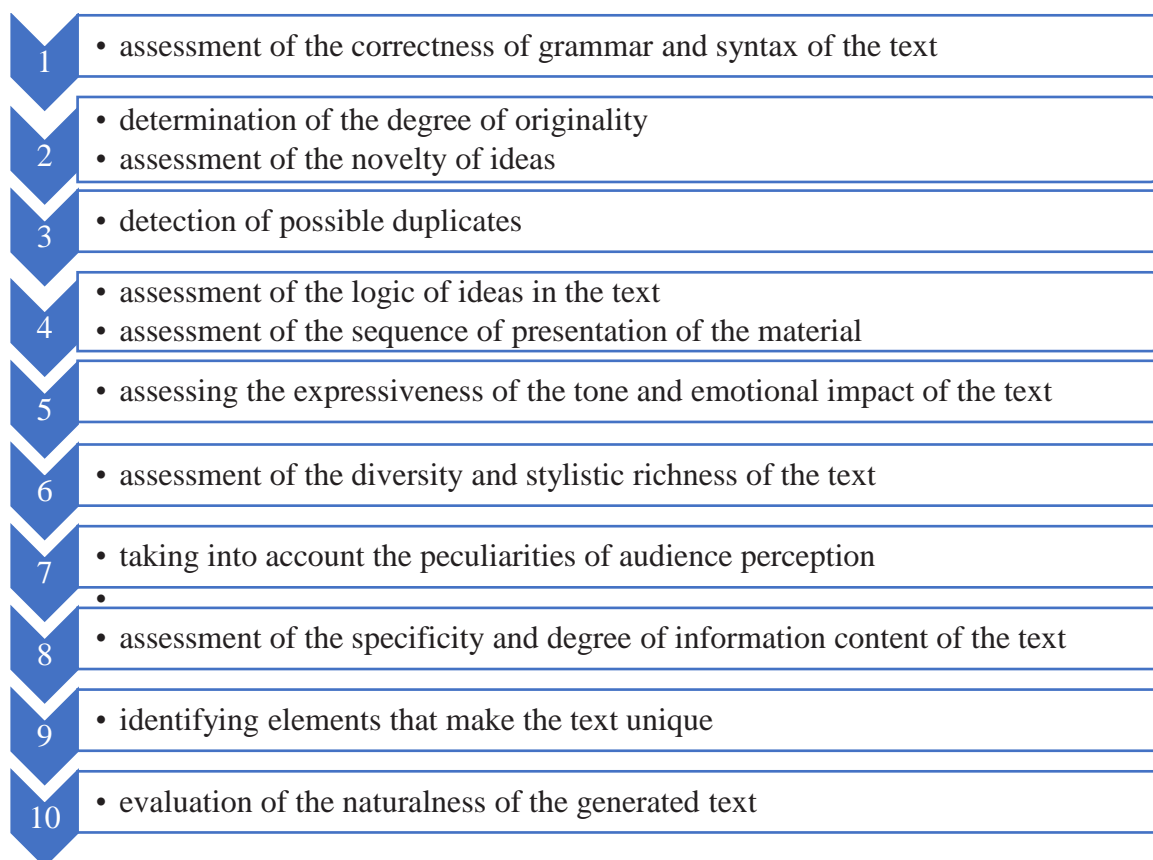 1
• assessment of the correctness of grammar and syntax of the text
2
• determination of the degree of originality
• assessment of the novelty of ideas
3
• detection of possible duplicates
4
• assessment of the logic of ideas in the text
• assessment of the sequence of presentation of the material
5
• assessing the expressiveness of the tone and emotional impact of the text
6
• assessment of the diversity and stylistic richness of the text
7
• taking into account the peculiarities of audience perception
•
8
• assessment of the specificity and degree of information content of the text
9
• identifying elements that make the text unique
10
• evaluation of the naturalness of the generated text